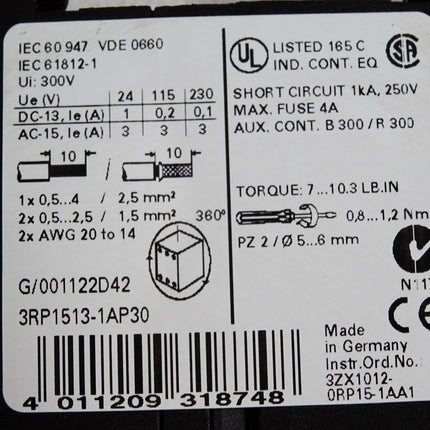 IEC 60 947 VDE 0660
IEC 61812-1
Ui: 300V
Ue (V) 24 115 230
DC-13, Ie (A) 1 0,2 0,1
AC-15, Ie (A) 3 3 3
10 / 10
1x 0,5...4 / 2,5 mm²
2x 0,5...2,5 / 1,5 mm²
2x AWG 20 to 14
360°
G/001122D42
3RP1513-1AP30
4 011209 318748
UL LISTED 165 C
IND. CONT. EQ
SA
SHORT CIRCUIT 1kA, 250V
MAX. FUSE 4A
AUX. CONT. B 300 / R 300
TORQUE: 7...10.3 LB.IN
0,8...1,2 Nm
PZ 2 / Ø 5...6 mm
CE
Made
in Germany
Instr.Ord.No.:
3ZX1012-
0RP15-1AA1